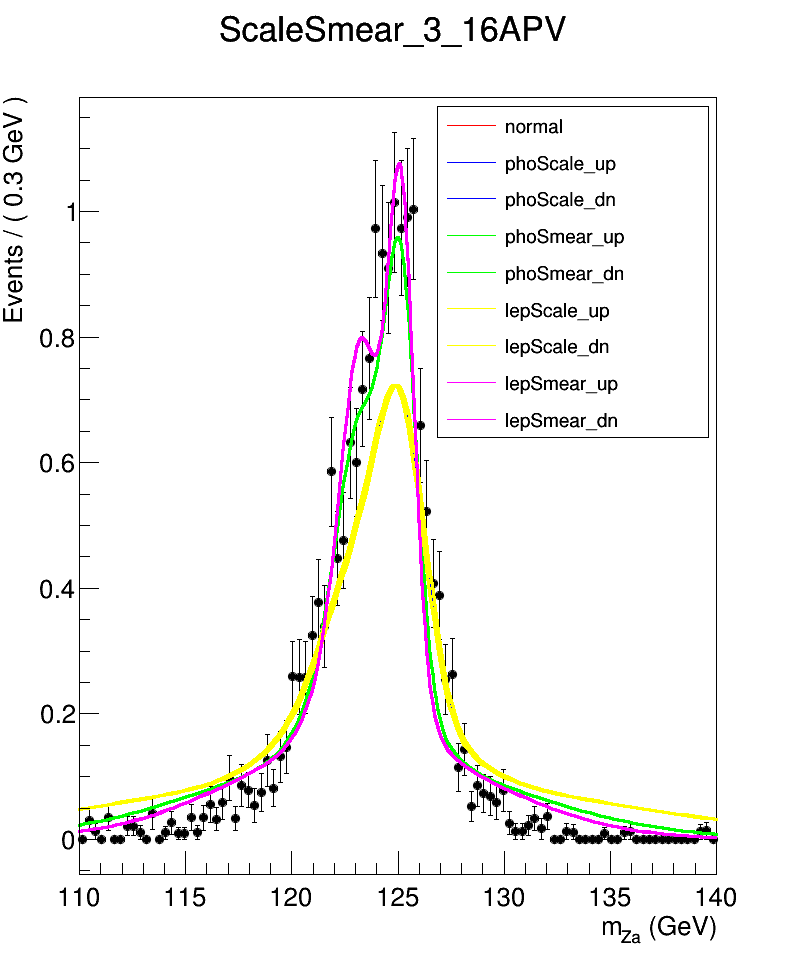 ScaleSmear_3_16APV
Events / ( 0.3 GeV )
normal
phoScale_up
phoScale_dn
phoSmear_up
phoSmear_dn
lepScale_up
lepScale_dn
lepSmear_up
lepSmear_dn
1
0.8
0.6
0.4
0.2
0
110 115 120 125 130 135 140
m_Za (GeV)